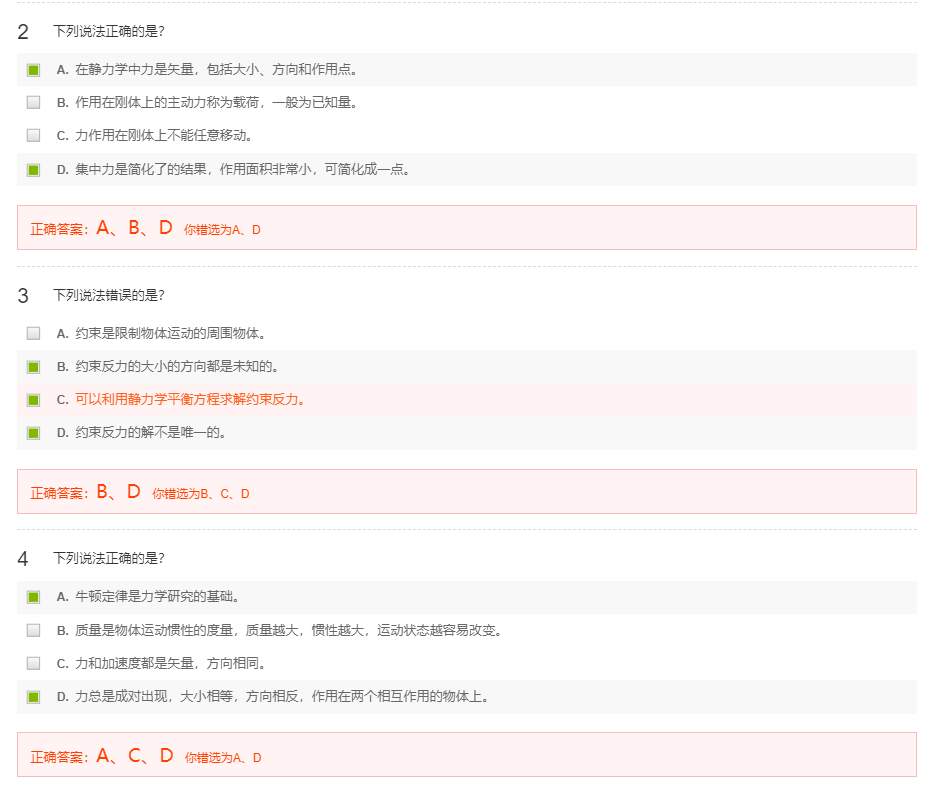 2 下列说法正确的是?
A. 在静力学中力是矢量，包括大小、方向和作用点。
B. 作用在刚体上的主动力称为载荷，一般为已知量。
C. 力作用在刚体上不能任意移动。
D. 集中力是简化了的结果，作用面积非常小，可简化成一点。
正确答案：A、B、D 你错选为A、D
3 下列说法错误的是?
A. 约束是限制物体运动的周围物体。
B. 约束反力的大小的方向都是未知的。
C. 可以利用静力学平衡方程求解约束反力。
D. 约束反力的解不是唯一的。
正确答案：B、D 你错选为B、C、D
4 下列说法正确的是?
A. 牛顿定律是力学研究的基础。
B. 质量是物体运动惯性的度量，质量越大，惯性越大，运动状态越容易改变。
C. 力和加速度都是矢量，方向相同。
D. 力总是成对出现，大小相等，方向相反，作用在两个相互作用的物体上。
正确答案：A、C、D 你错选为A、D